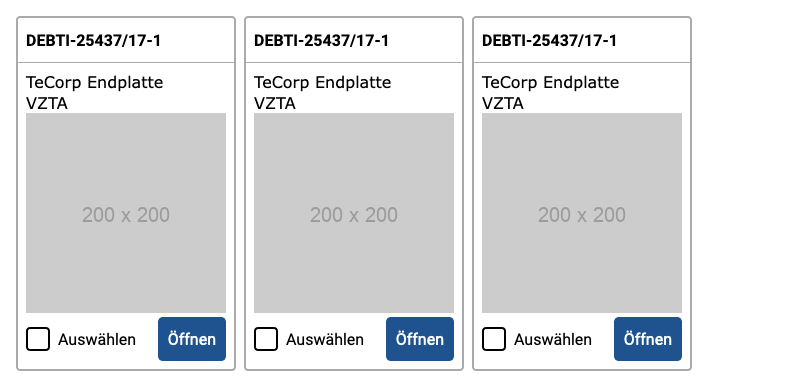 DEBTI-25437/17-1 DEBTI-25437/17-1 DEBTI-25437/17-1
TeCorp Endplatte TeCorp Endplatte TeCorp Endplatte
VZTA VZTA VZTA
200 x 200 200 x 200 200 x 200
Auswählen Öffnen Auswählen Öffnen Auswählen Öffnen